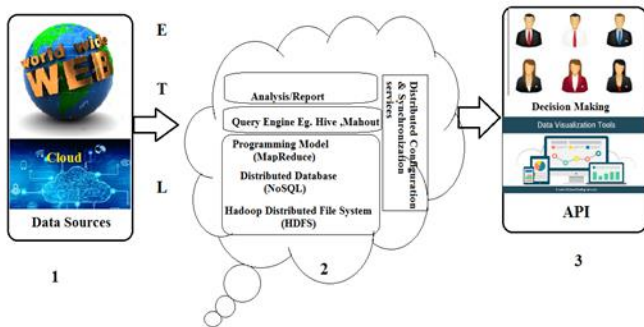 world wide
WEB
Cloud
Data Sources
1
E
T
L
Analysis/Report
Query Engine Eg. Hive ,Mahout
Programming Model
(MapReduce)
Distributed Database
(NoSQL)
Hadoop Distributed File System
(HDFS)
Distributed Configuration
& Synchronization
services
2
Decision Making
Data Visualization Tools
API
3